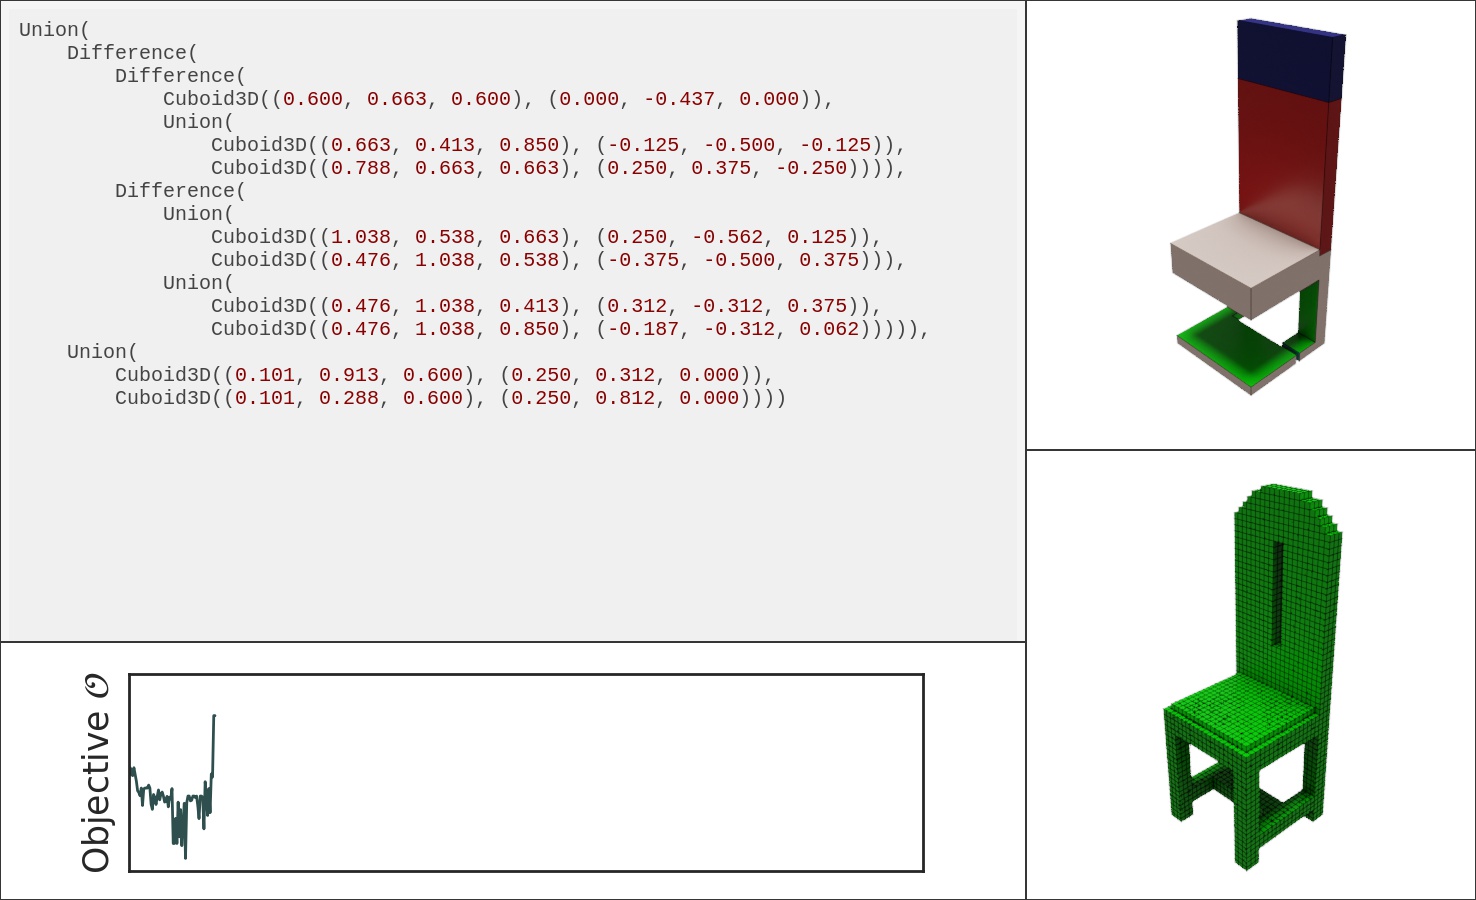 Union(
    Difference(
        Difference(
            Cuboid3D((0.600, 0.663, 0.600), (0.000, -0.437, 0.000)),
            Union(
                Cuboid3D((0.663, 0.413, 0.850), (-0.125, -0.500, -0.125)),
                Cuboid3D((0.788, 0.663, 0.663), (0.250, 0.375, -0.250)))),
        Difference(
            Union(
                Cuboid3D((1.038, 0.538, 0.663), (0.250, -0.562, 0.125)),
                Cuboid3D((0.476, 1.038, 0.538), (-0.375, -0.500, 0.375))),
            Union(
                Cuboid3D((0.476, 1.038, 0.413), (0.312, -0.312, 0.375)),
                Cuboid3D((0.476, 1.038, 0.850), (-0.187, -0.312, 0.062))))),
    Union(
        Cuboid3D((0.101, 0.913, 0.600), (0.250, 0.312, 0.000)),
        Cuboid3D((0.101, 0.288, 0.600), (0.250, 0.812, 0.000))))
Objective 𝒪